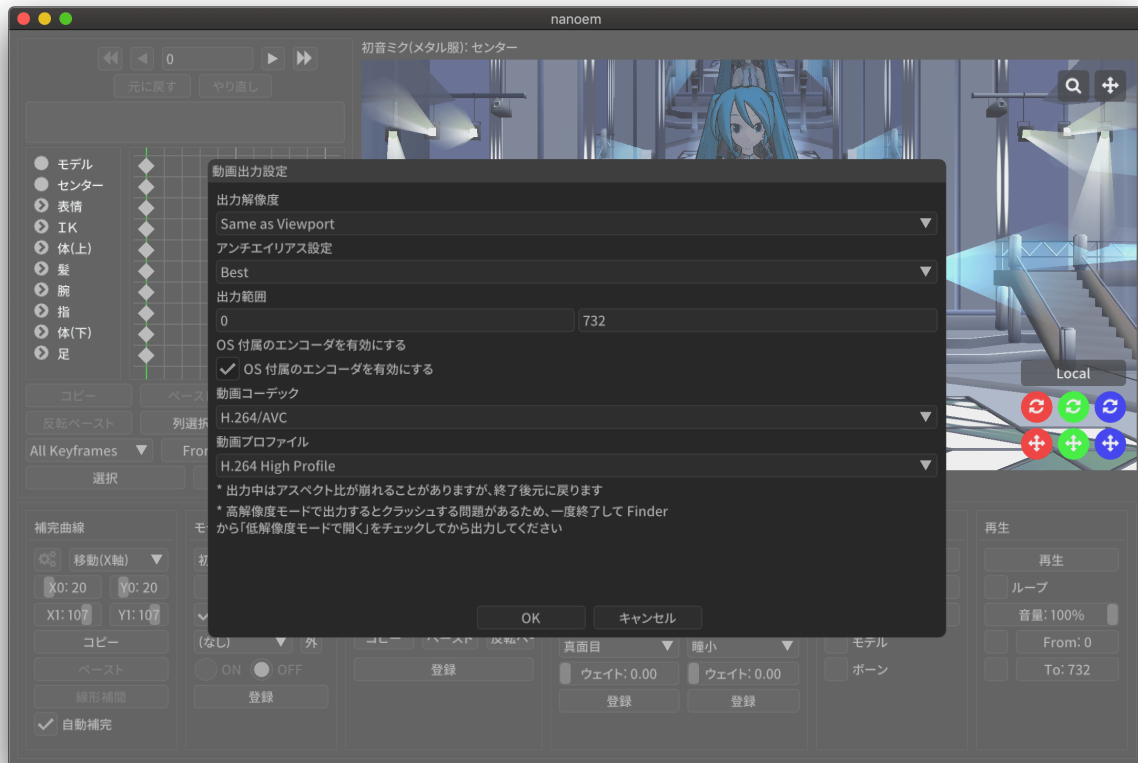 nanoem
0
元に戻す
やり直し
初音ミク(メタル服): センター
モデル
センター
表情
IK
体(上)
髪
腕
指
体(下)
足
コピー
反転ペースト
列選択
All Keyframes
選択
動画出力設定
出力解像度
Same as Viewport
アンチエイリアス設定
Best
出力範囲
0
732
OS 付属のエンコーダを有効にする
OS 付属のエンコーダを有効にする
動画コーデック
H.264/AVC
動画プロファイル
H.264 High Profile
* 出力中はアスペクト比が崩れることがありますが、終了後元に戻ります
* 高解像度モードで出力するとクラッシュする問題があるため、一度終了して Finder
から「低解像度モードで開く」をチェックしてから出力してください
OK
キャンセル
Local
補完曲線
移動(X軸)
X0: 20
Y0: 20
X1: 107
Y1: 107
コピー
ペースト
線形補間
自動補完
(なし)
外
ON
OFF
登録
登録
真面目
ウェイト: 0.00
登録
瞳小
ウェイト: 0.00
登録
モデル
ボーン
再生
再生
ループ
音量: 100%
From: 0
To: 732